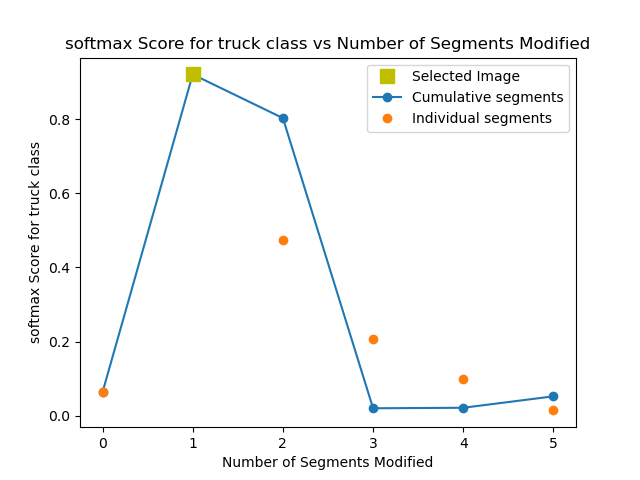 softmax Score for truck class vs Number of Segments Modified
Selected Image
Cumulative segments
Individual segments
softmax Score for truck class
0.8
0.6
0.4
0.2
0.0
0 1 2 3 4 5
Number of Segments Modified